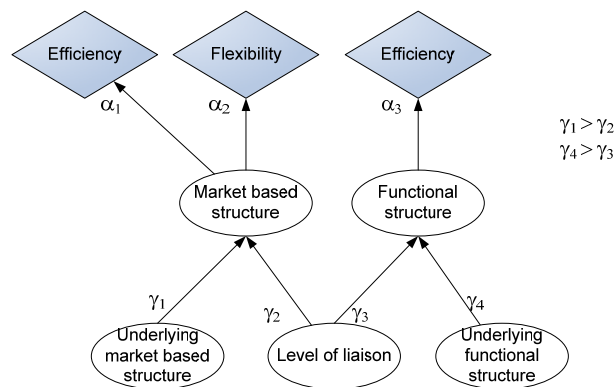 Efficiency
Flexibility
Efficiency
α1
α2
α3
γ1 > γ2
γ4 > γ3
Market based
structure
Functional
structure
γ1
γ2
γ3
γ4
Underlying
market based
structure
Level of liaison
Underlying
functional
structure